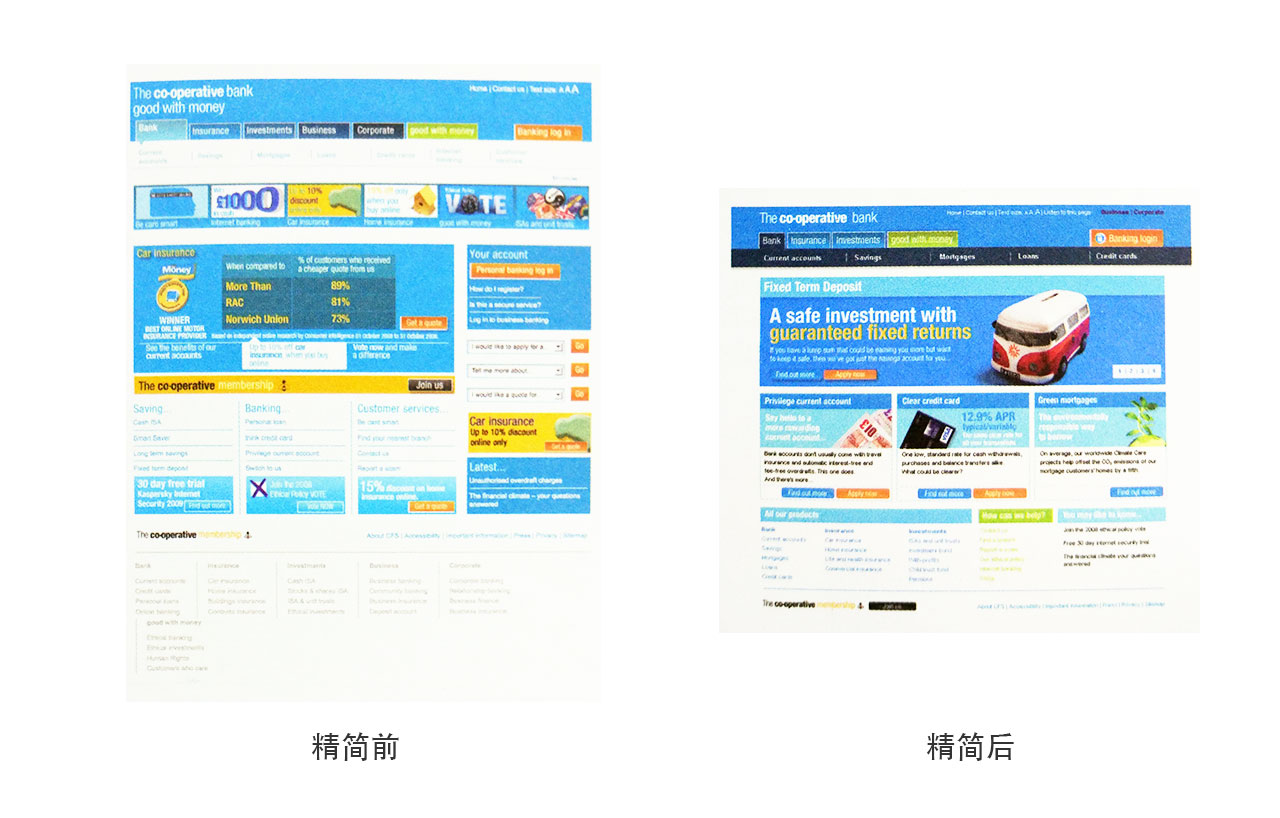 The co-operative bank
good with money
Home | Contact us | Text size: A A A
Bank
Insurance
Investments
Business
Corporate
good with money
Banking log in
Current accounts
Savings
Mortgages
Loans
Credit cards
Internet banking
Be card smart
£1000
in cash
Internet banking
10%
discount
Car Insurance
when you
buy online
Home Insurance
VOTE
good with money
ISAs and unit trusts
Car insurance
Money
WINNER
BEST ONLINE MOTOR
INSURANCE PROVIDER
When compared to
% of customers who received
a cheaper quote from us
More Than 89%
RAC 81%
Norwich Union 73%
Get a quote
See the benefits of our
current accounts
Up to 10% off car
insurance when you buy
online
Vote now and make
a difference
The co-operative membership
Join us
Your account
Personal banking log in
How do I register?
Is this a secure service?
Log in to business banking
I would like to apply for a...
Go
Tell me more about...
Go
I would like a quote for
Go
Saving...
Cash ISA
Smart Saver
Long term savings
Fixed term deposit
Banking...
Personal loan
think credit card
Privilege current account
Switch to us
Customer services...
Be card smart
Find your nearest branch
Contact us
Report a scam
Car insurance
Up to 10% discount
online only
Get a quote
Latest...
Unauthorised overdraft charges
The financial climate – your questions
answered
30 day free trial
Kaspersky Internet
Security 2009
Find out more
Join the 2008
Ethical Policy VOTE
Vote NOW
15% discount on home
insurance online.
Get a quote
The co-operative membership
About CFS | Accessibility | Important information | Press | Privacy | Sitemap
Bank
Current accounts
Credit cards
Personal loans
Online banking
Insurance
Car insurance
Home insurance
Buildings insurance
Contents insurance
Investments
Cash ISA
Stocks & shares ISA
ISA & unit trusts
Ethical investments
Business
Business banking
Community banking
Business insurance
Deposit account
Corporate
Corporate banking
Relationship banking
Business finance
Business insurance
good with money
Ethical banking
Ethical investments
Human Rights
Customers who care
精简前
The co-operative bank
Home | Contact us | Text size: A A A | Listen to this page
Business | Corporate
Bank
Insurance
Investments
good with money
Banking login
Current accounts
Savings
Mortgages
Loans
Credit cards
Fixed Term Deposit
A safe investment with
guaranteed fixed returns
If you have a lump sum that could be earning you more but want
to keep it safe, then we've got just the savings account for you...
Find out more
Apply now
1 | 2 | 3 | 4
Privilege current account
Say hello to a
more rewarding
current account...
Bank accounts don't usually come with travel
insurance and automatic interest-free and
fee-free overdrafts. This one does
And there's more...
Find out more
Apply now
Clear credit card
12.9% APR
typical/variable
One low, standard rate for cash withdrawals,
purchases and balance transfers alike
What could be clearer?
Find out more
Apply now
Green mortgages
The environmentally
responsible way
to borrow
On average, our worldwide Climate Care
projects help offset the CO₂ emissions of our
mortgage customers' homes by a fifth.
Find out more
All our products
Bank
Current accounts
Savings
Mortgages
Loans
Credit cards
Insurance
Car insurance
Home insurance
Life and health insurance
Commercial insurance
Investments
ISAs and unit trusts
Investment bond
With-profits
Child trust fund
Pensions
How can we help?
You may like to know...
Join the 2008 ethical policy vote
Free 30 day internet security trial
The financial climate your questions
answered
The co-operative membership
Join us
About CFS | Accessibility | Important information | Press | Privacy | Sitemap
精简后